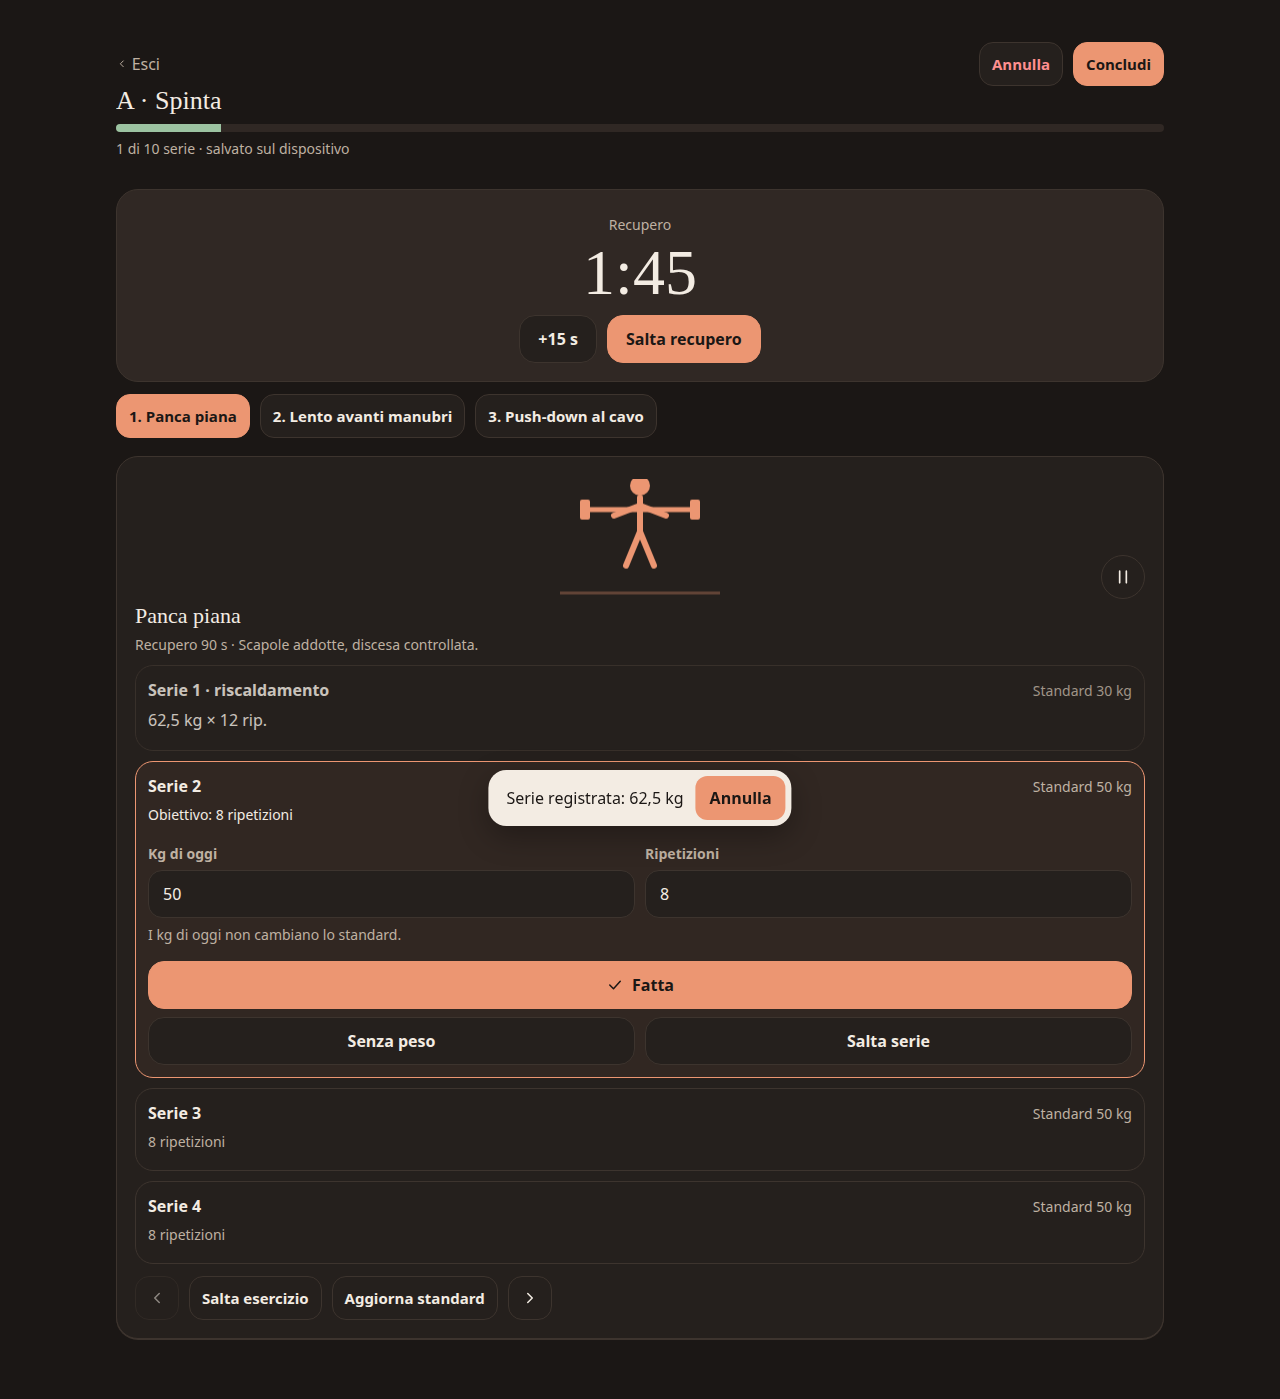 Esci
Annulla
Concludi
A · Spinta
1 di 10 serie · salvato sul dispositivo
Recupero
1:45
+15 s
Salta recupero
1. Panca piana
2. Lento avanti manubri
3. Push-down al cavo
Panca piana
Recupero 90 s · Scapole addotte, discesa controllata.
Serie 1 · riscaldamento
Standard 30 kg
62,5 kg × 12 rip.
Serie 2
Standard 50 kg
Serie registrata: 62,5 kg
Annulla
Obiettivo: 8 ripetizioni
Kg di oggi
Ripetizioni
50
8
I kg di oggi non cambiano lo standard.
Fatta
Senza peso
Salta serie
Serie 3
Standard 50 kg
8 ripetizioni
Serie 4
Standard 50 kg
8 ripetizioni
Salta esercizio
Aggiorna standard